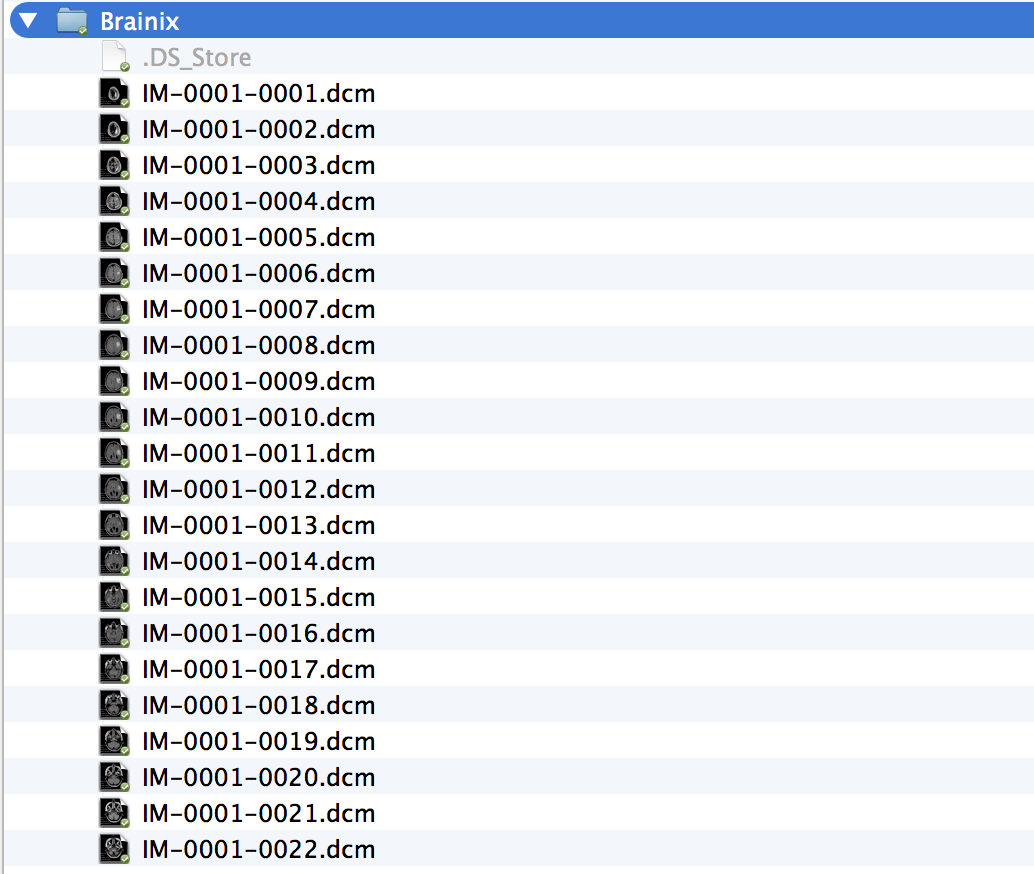 Brainix
.DS_Store
IM-0001-0001.dcm
IM-0001-0002.dcm
IM-0001-0003.dcm
IM-0001-0004.dcm
IM-0001-0005.dcm
IM-0001-0006.dcm
IM-0001-0007.dcm
IM-0001-0008.dcm
IM-0001-0009.dcm
IM-0001-0010.dcm
IM-0001-0011.dcm
IM-0001-0012.dcm
IM-0001-0013.dcm
IM-0001-0014.dcm
IM-0001-0015.dcm
IM-0001-0016.dcm
IM-0001-0017.dcm
IM-0001-0018.dcm
IM-0001-0019.dcm
IM-0001-0020.dcm
IM-0001-0021.dcm
IM-0001-0022.dcm